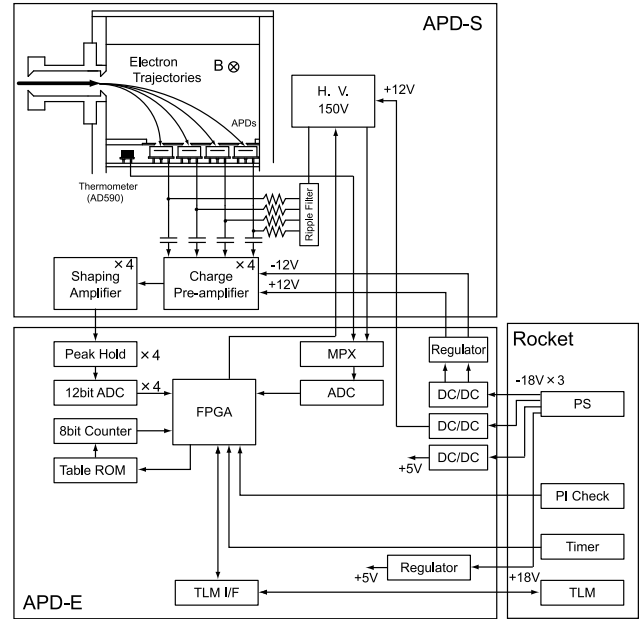 APD-S
Electron
Trajectories
B ⊗
APDs
H. V.
150V
+12V
Thermometer
(AD590)
Ripple Filter
Shaping
Amplifier
×4
Charge
Pre-amplifier
×4
-12V
+12V
Peak Hold
×4
12bit ADC
×4
8bit Counter
Table ROM
FPGA
MPX
ADC
Regulator
DC/DC
DC/DC
DC/DC
+5V
Regulator
+5V
TLM I/F
APD-E
Rocket
-18V×3
PS
PI Check
Timer
+18V
TLM